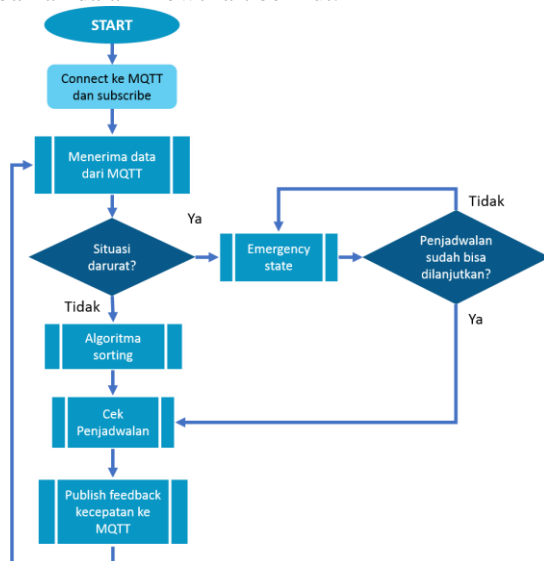 START
Connect ke MQTT
dan subscribe
Menerima data
dari MQTT
Situasi
darurat?
Ya
Emergency
state
Tidak
Penjadwalan
sudah bisa
dilanjutkan?
Ya
Tidak
Algoritma
sorting
Cek
Penjadwalan
Publish feedback
kecepatan ke
MQTT